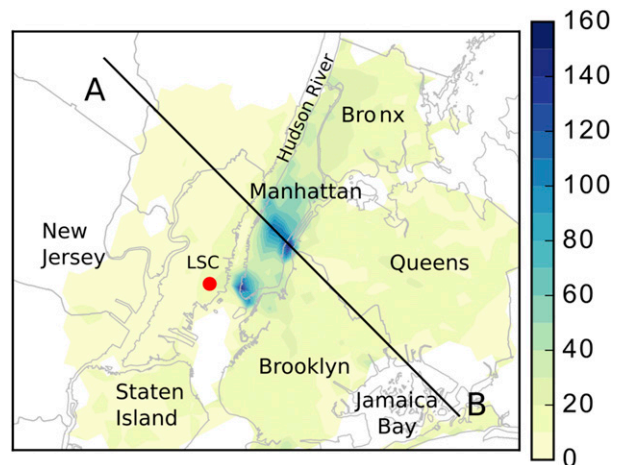 A
Hudson River
Bronx
Manhattan
New
Jersey
LSC
Queens
Brooklyn
Staten
Island
Jamaica
Bay
B
160
140
120
100
80
60
40
20
0